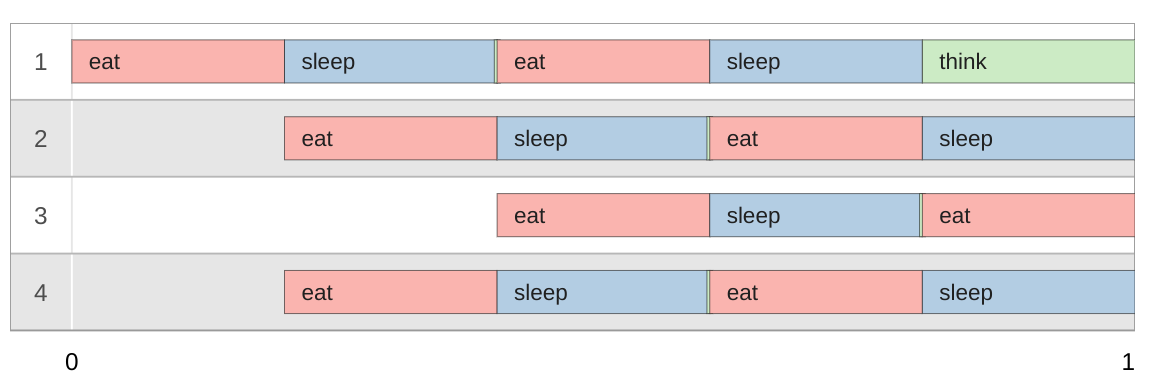 1 eat sleep eat sleep think
2 eat sleep eat sleep
3 eat sleep eat
4 eat sleep eat sleep
0 1